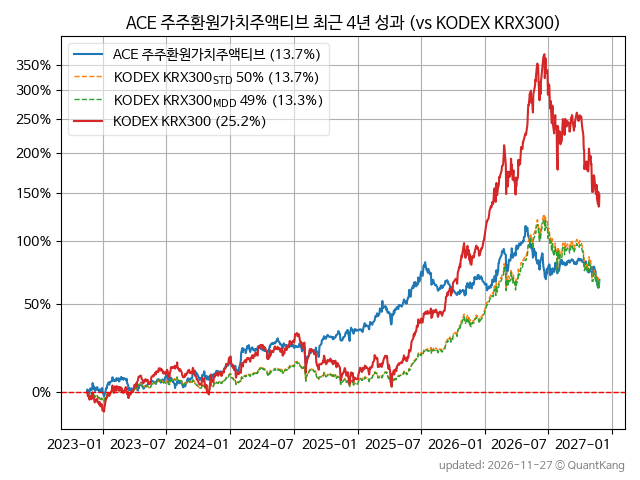 ACE 주주환원가치주액티브 최근 4년 성과 (vs KODEX KRX300)
ACE 주주환원가치주액티브 (13.7%)
KODEX KRX300STD 50% (13.7%)
KODEX KRX300MDD 49% (13.3%)
KODEX KRX300 (25.2%)
350%
300%
250%
200%
150%
100%
50%
0%
2023-01 2023-07 2024-01 2024-07 2025-01 2025-07 2026-01 2026-07 2027-01
updated: 2026-11-27 © QuantKang